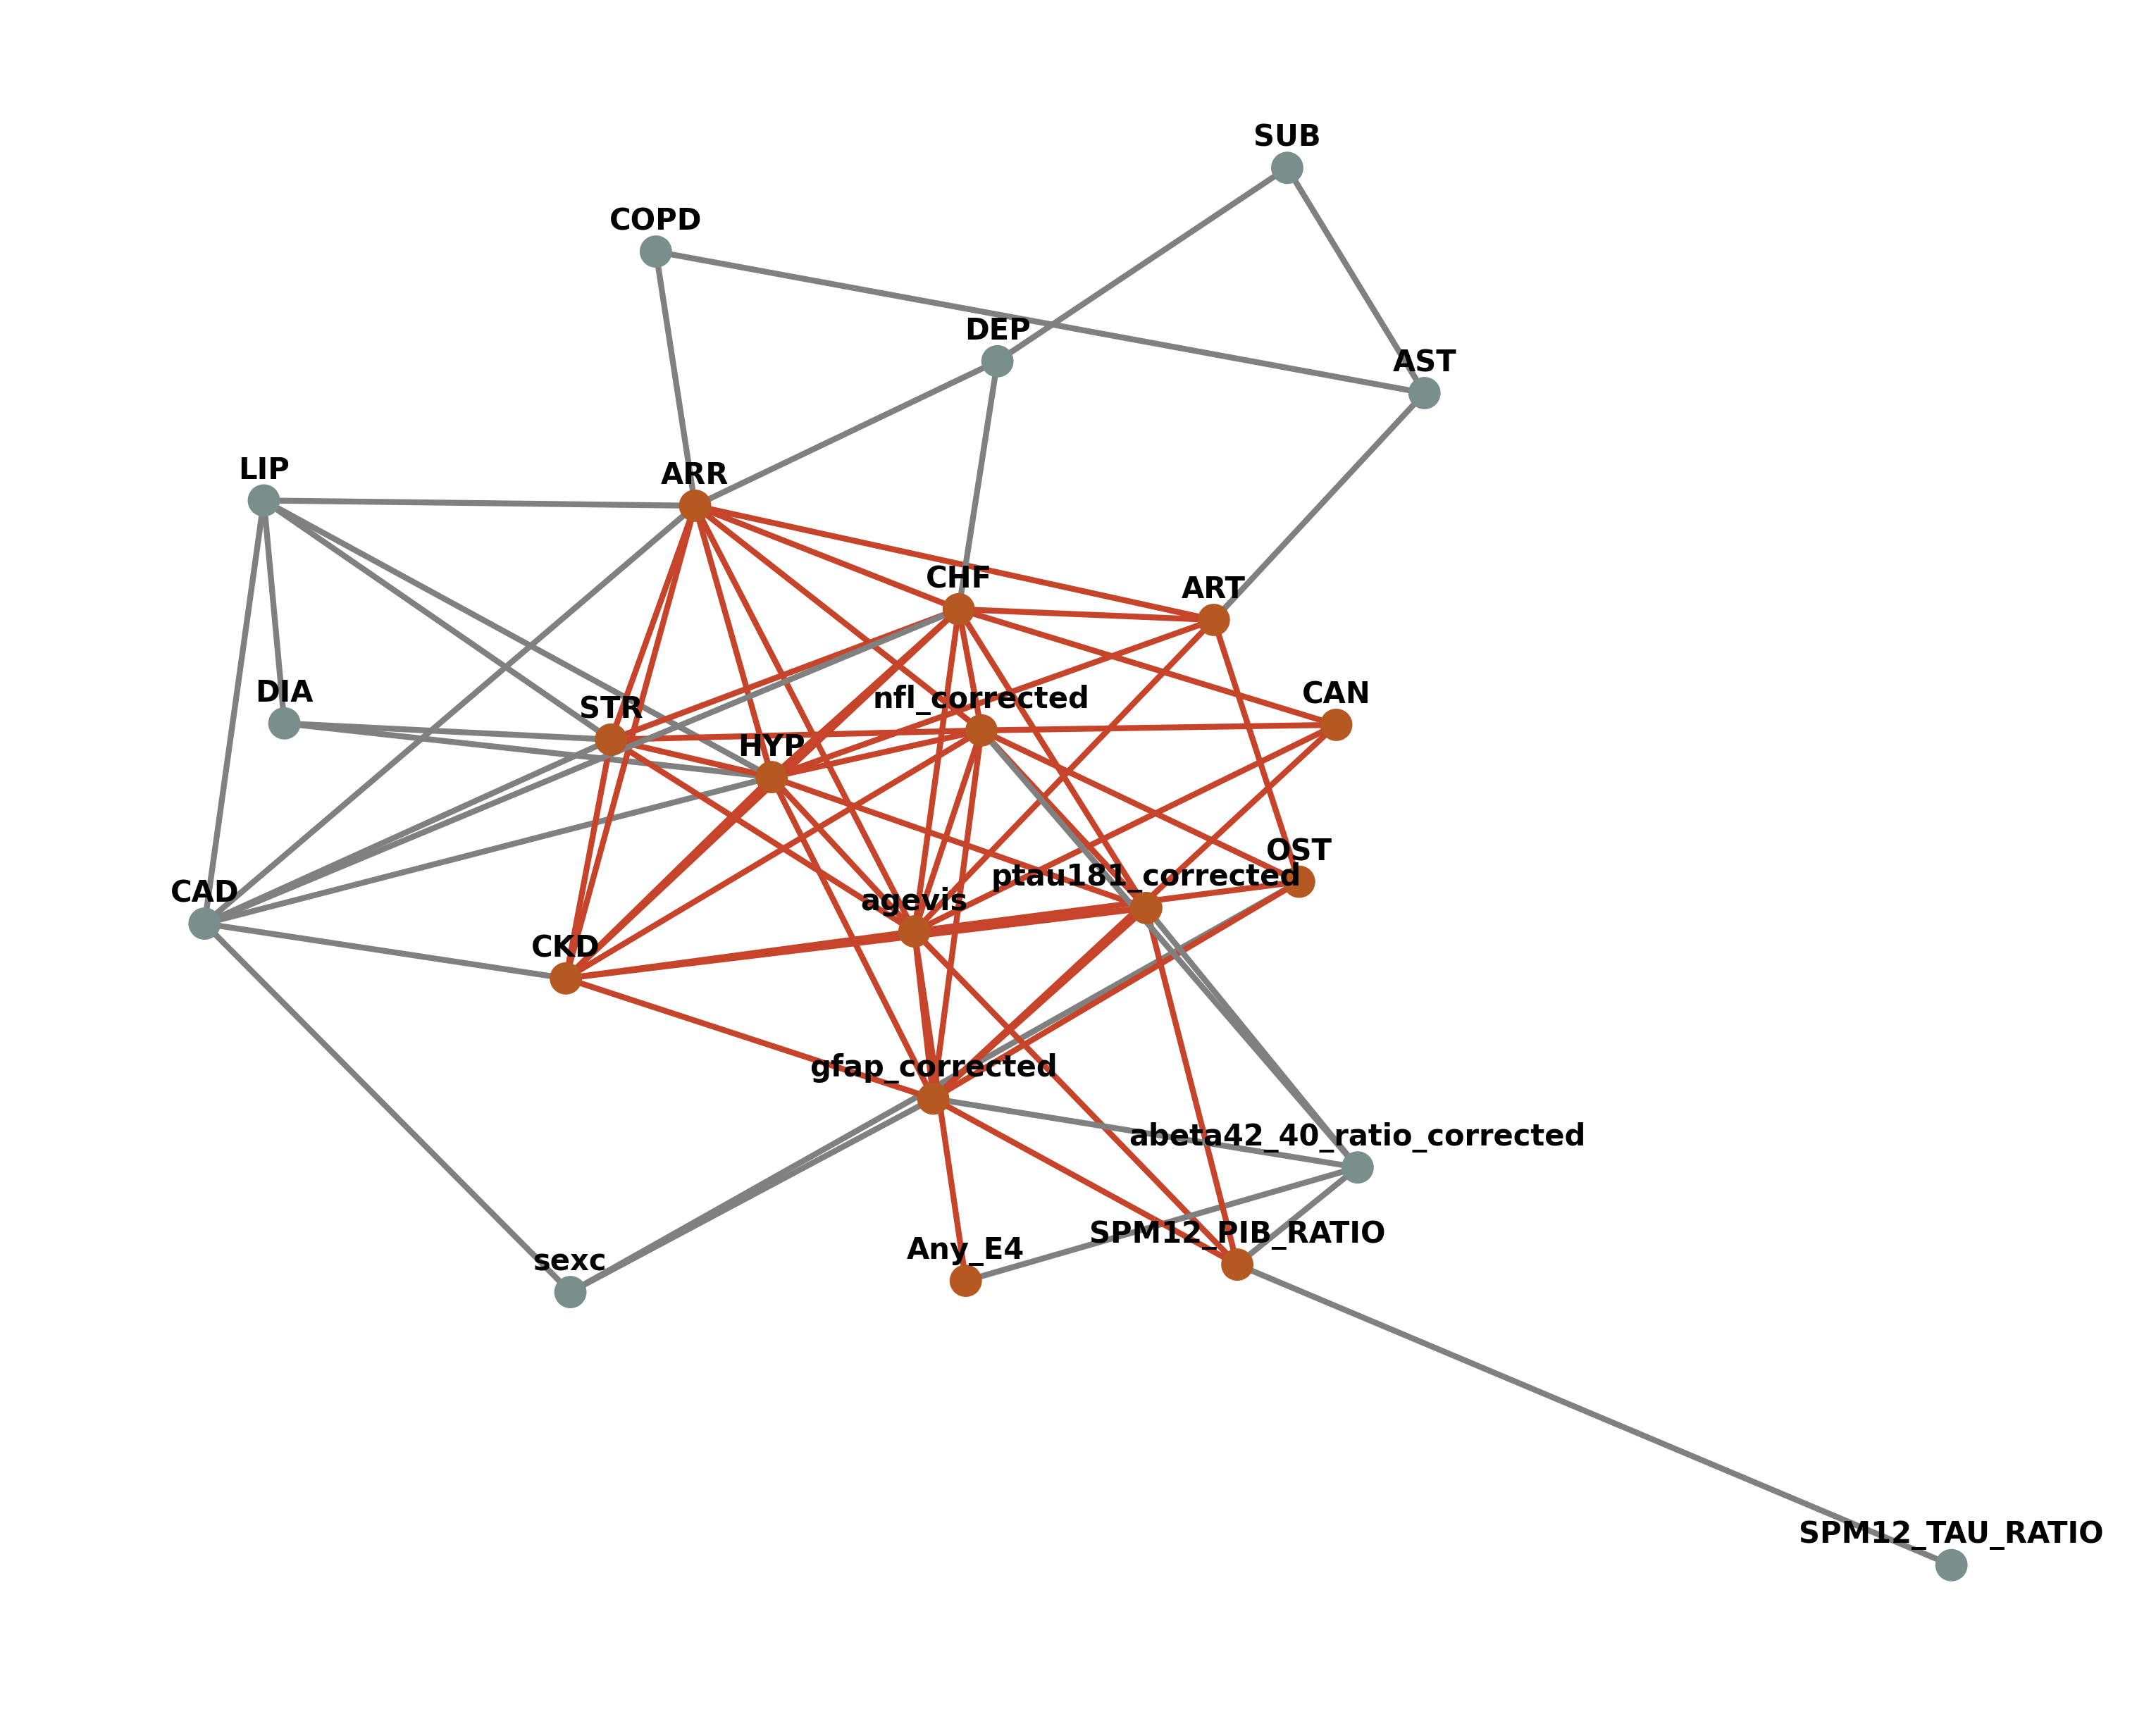 SUB
COPD
DEP
AST
LIP
ARR
CHF
ART
DIA
STR
nfl_corrected
CAN
HYP
OST
ptau181_corrected
CAD
agevis
CKD
gfap_corrected
abeta42_40_ratio_corrected
SPM12_PIB_RATIO
Any_E4
sexc
SPM12_TAU_RATIO